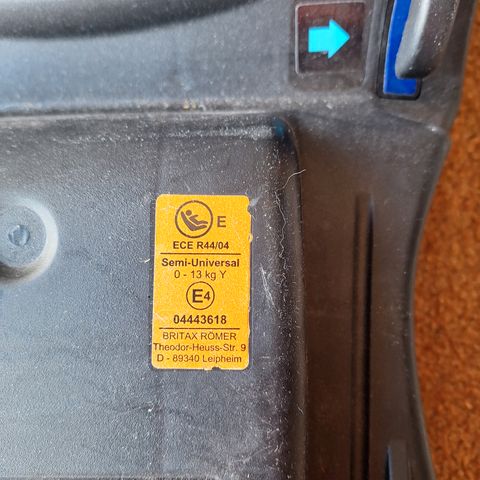 E
ECE R44/04
Semi-Universal
0 - 13 kg Y
E4
04443618
BRITAX RÖMER
Theodor-Heuss-Str. 9
D - 89340 Leipheim